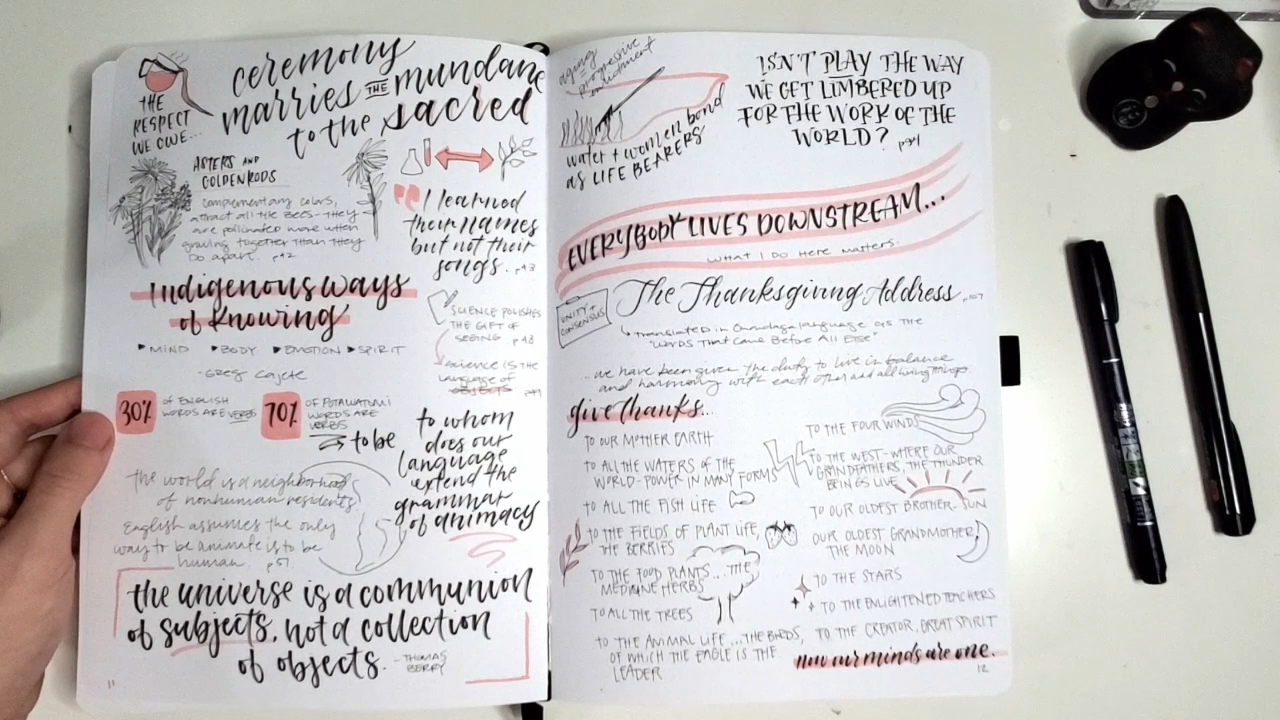 THE
RESPECT
WE OWE...
ceremony
marries THE mundane
to the sacred
ASTERS AND
GOLDENRODS
complementary colors,
attract all the bees - they
are pollinated more when
growing together than they
do apart. p42
"I learned
their names
but not their
songs. p43
Indigenous ways
of Knowing
MIND BODY EMOTION SPIRIT
- Greg Cajete
SCIENCE POLISHES
THE GIFT OF
SEEING p48
science is the
language of
OBJECTS p49
30% OF ENGLISH
WORDS ARE VERBS
70% OF POTAWATOMI
WORDS ARE
VERBS
to be
to whom
does our
language
extend the
grammar
of animacy
the world is a neighborhood
of nonhuman residents
English assumes the only
way to be animate is to be
human. p57
the universe is a communion
of subjects, not a collection
of objects. - THOMAS
BERRY
11
aging
=
progressive
water + women bond
as LIFE BEARERS
ISN'T PLAY THE WAY
WE GET LIMBERED UP
FOR THE WORK OF THE
WORLD?
EVERYBODY LIVES DOWNSTREAM...
WHAT I DO HERE MATTERS.
UNITY +
CONSENSUS
The Thanksgiving Address p107
translated in Onondaga language as the
"Words That Came Before All Else"
- we have been given the duty to live in balance
and harmony with each other and all living things.
give thanks...
TO OUR MOTHER EARTH
TO ALL THE WATERS OF THE
WORLD - POWER IN MANY FORMS
TO ALL THE FISH LIFE
TO THE FIELDS OF PLANT LIFE,
THE BERRIES
TO THE FOOD PLANTS... THE
MEDICINE HERBS
TO ALL THE TREES
TO THE ANIMAL LIFE... THE BIRDS,
OF WHICH THE EAGLE IS THE
LEADER
TO THE FOUR WINDS
TO THE WEST - WHERE OUR
GRANDFATHERS, THE THUNDER
BEINGS LIVE
TO OUR OLDEST BROTHER, SUN
OUR OLDEST GRANDMOTHER,
THE MOON
TO THE STARS
TO THE ENLIGHTENED TEACHERS
TO THE CREATOR, GREAT SPIRIT
now our minds are one.
12